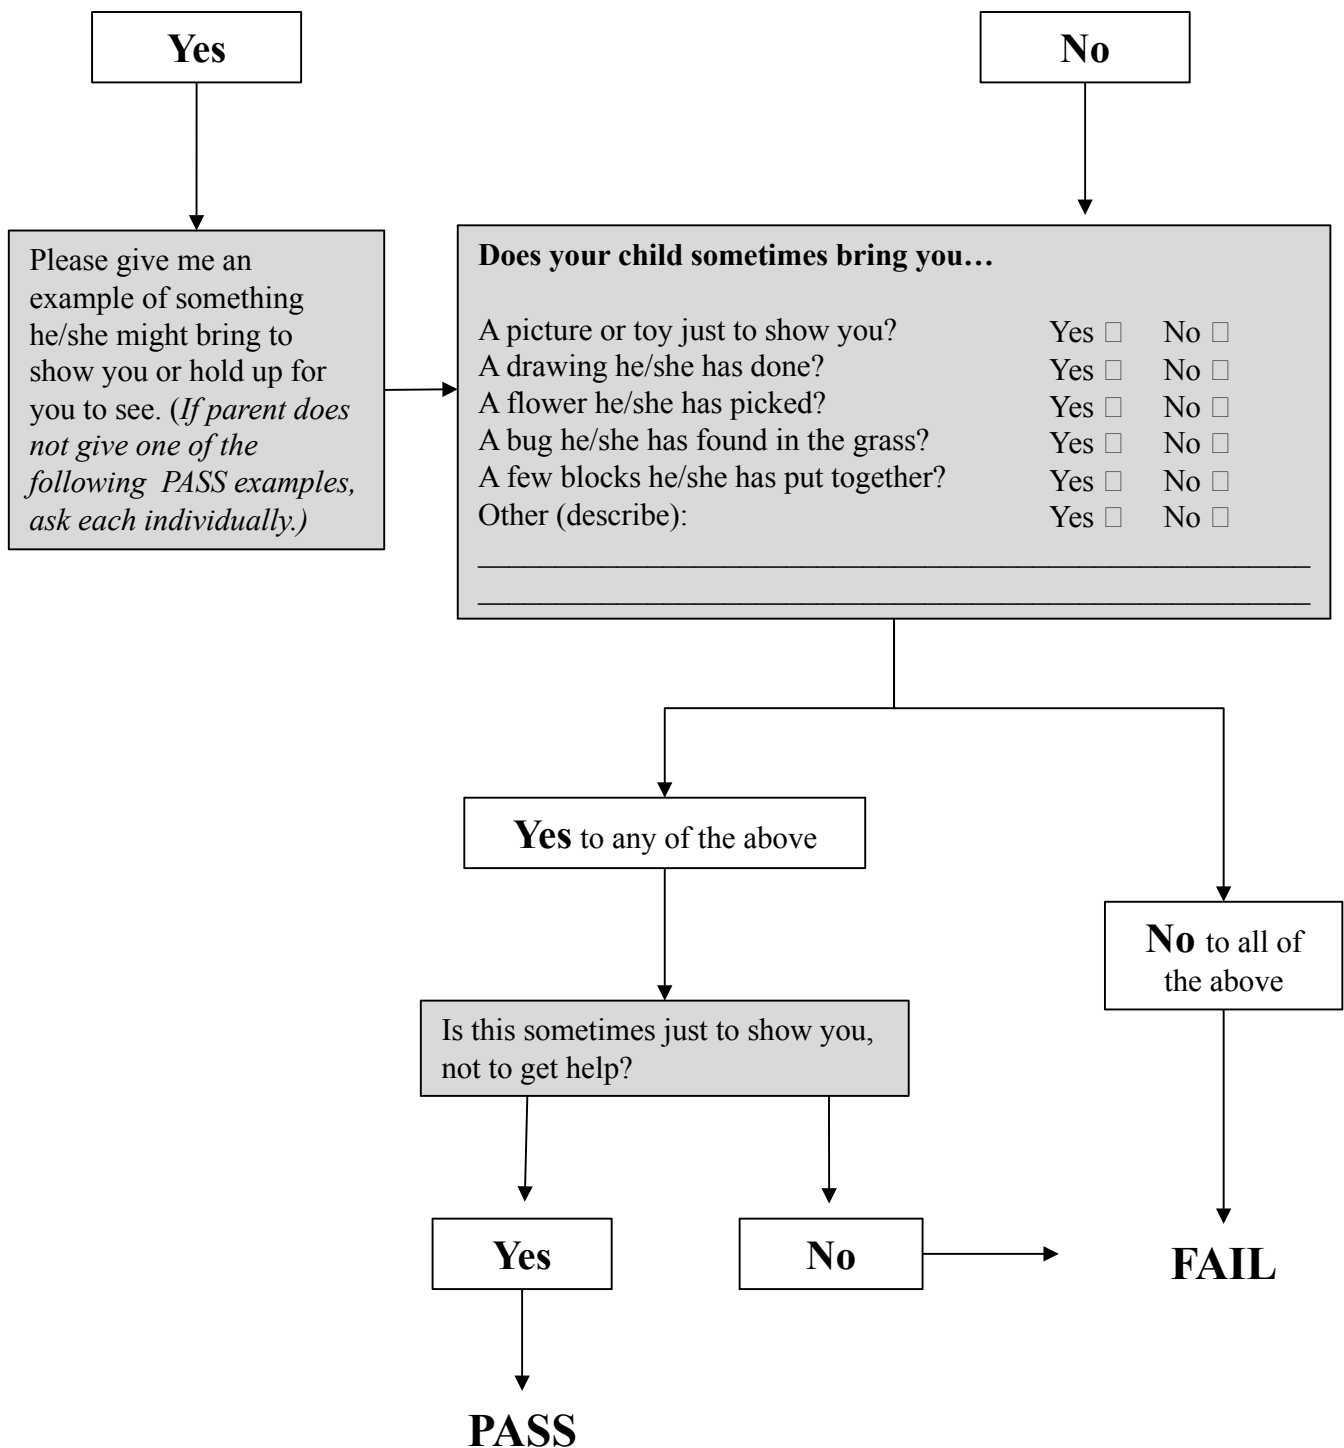 Yes
No
Please give me an
example of something
he/she might bring to
show you or hold up for
you to see. (If parent does
not give one of the
following  PASS examples,
ask each individually.)
Does your child sometimes bring you…
A picture or toy just to show you? Yes □ No □
A drawing he/she has done? Yes □ No □
A flower he/she has picked? Yes □ No □
A bug he/she has found in the grass? Yes □ No □
A few blocks he/she has put together? Yes □ No □
Other (describe): Yes □ No □
Yes to any of the above
No to all of
the above
Is this sometimes just to show you,
not to get help?
Yes
No
FAIL
PASS